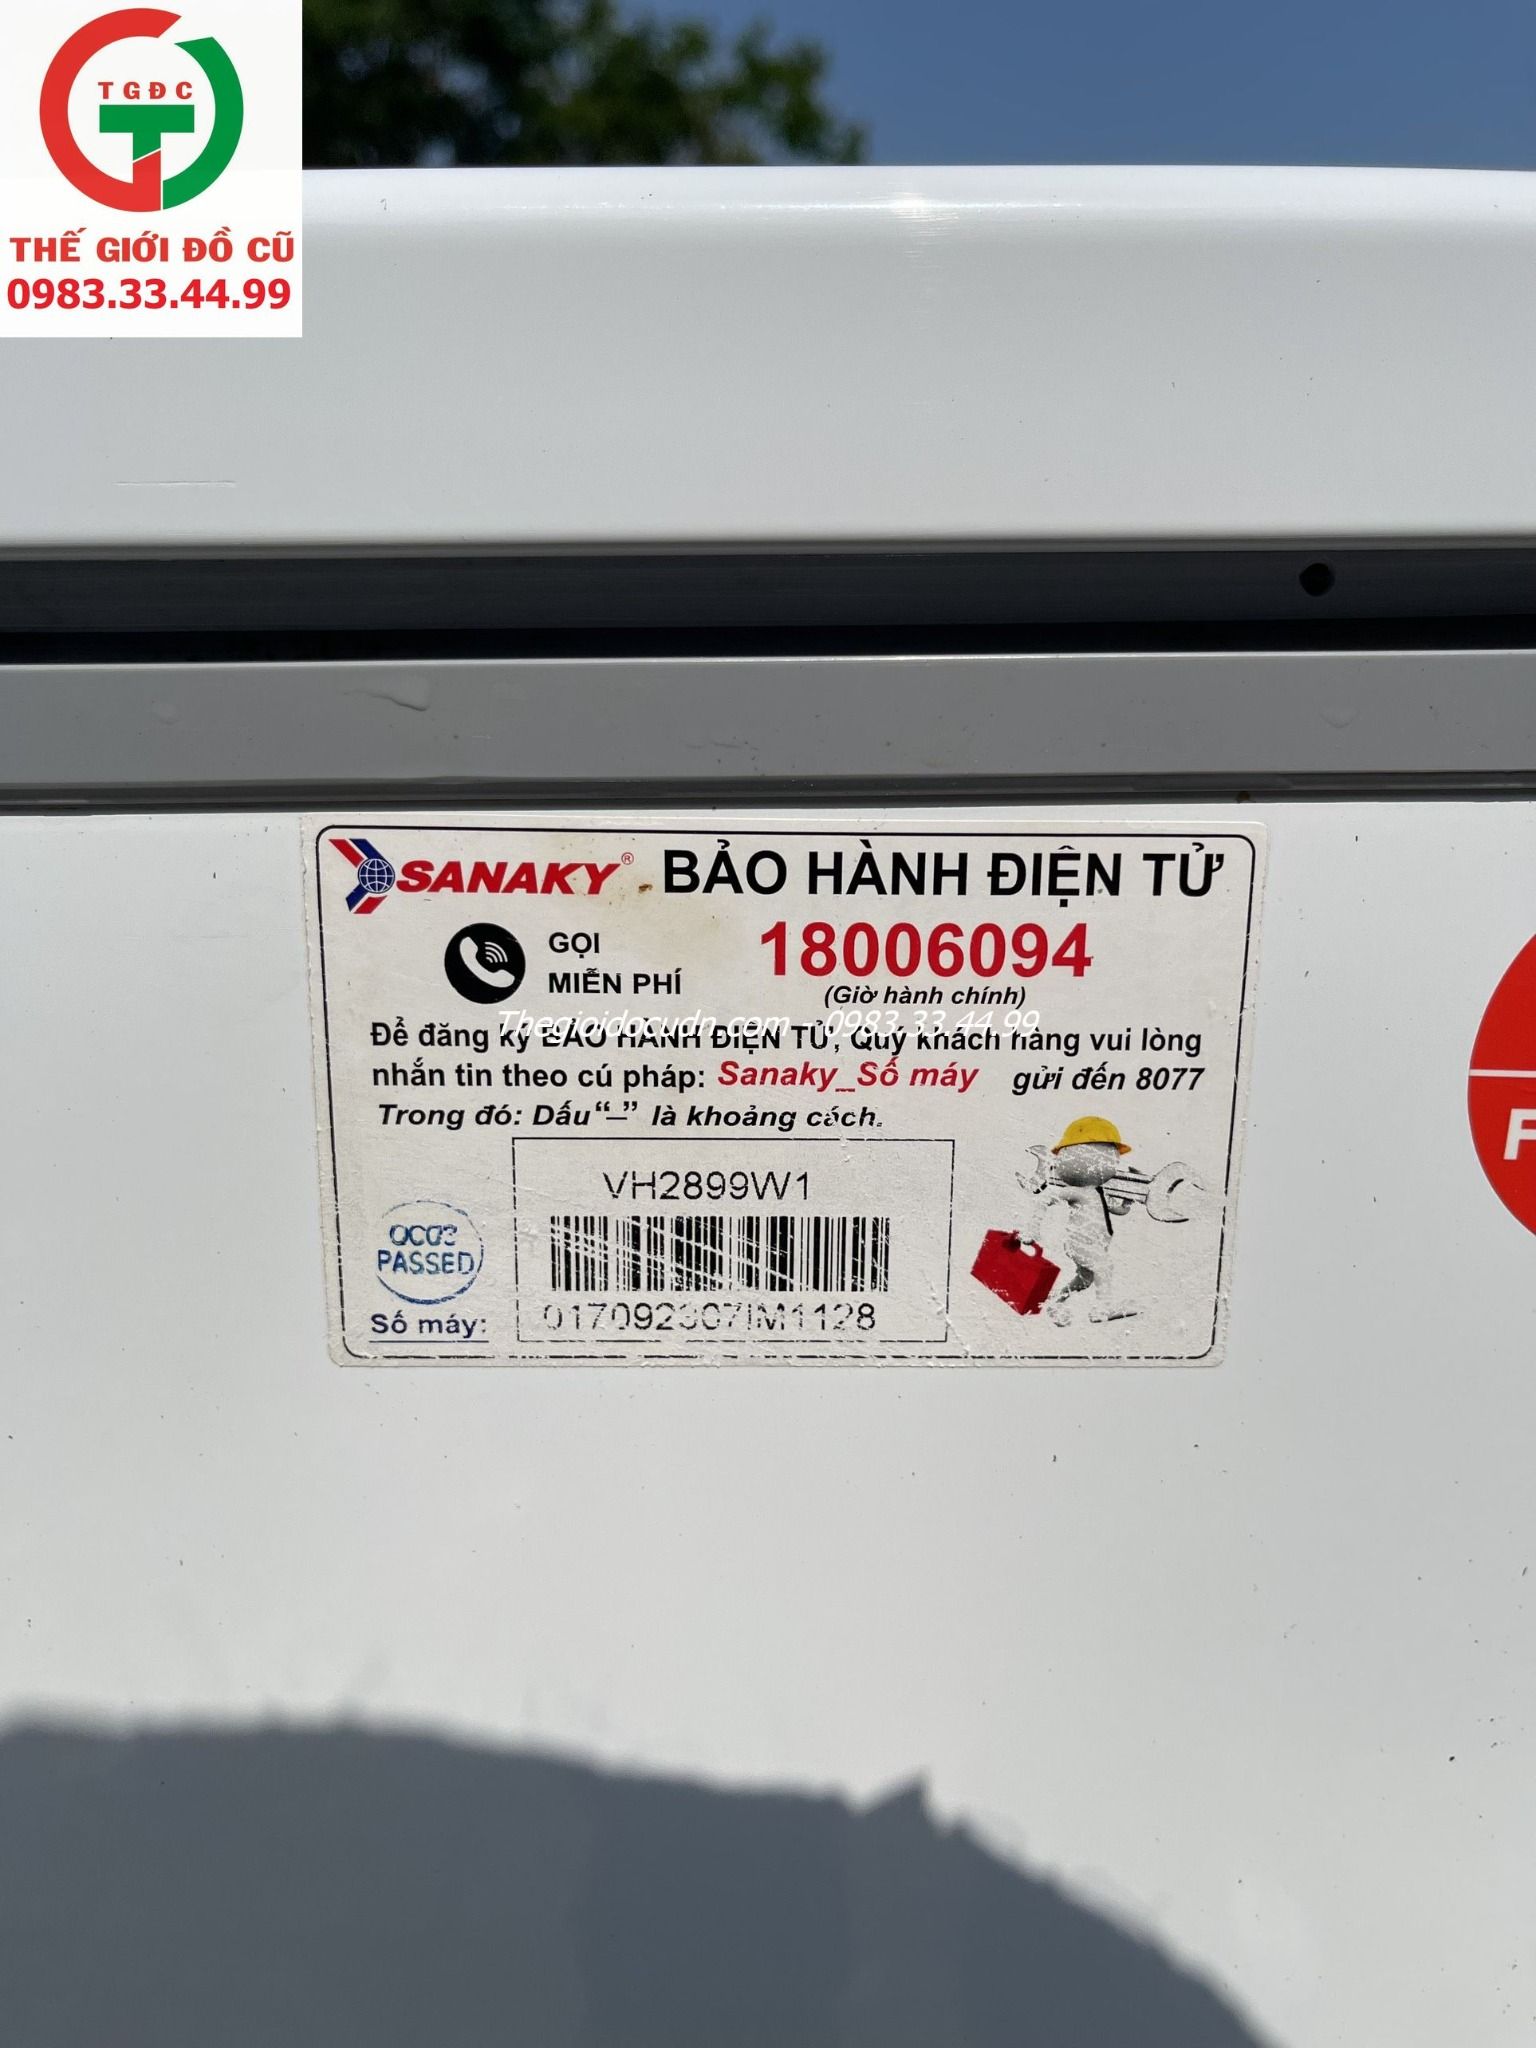 TGĐC
THẾ GIỚI ĐỒ CŨ
0983.33.44.99
SANAKY® BẢO HÀNH ĐIỆN TỬ
GỌI
MIỄN PHÍ
18006094
(Giờ hành chính)
Thegioidocudn.com - 0983.33.44.99
Để đăng ký BẢO HÀNH ĐIỆN TỬ, Quý khách hàng vui lòng
nhắn tin theo cú pháp: Sanaky_Số máy gửi đến 8077
Trong đó: Dấu “_” là khoảng cách.
VH2899W1
PASSED
Số máy: